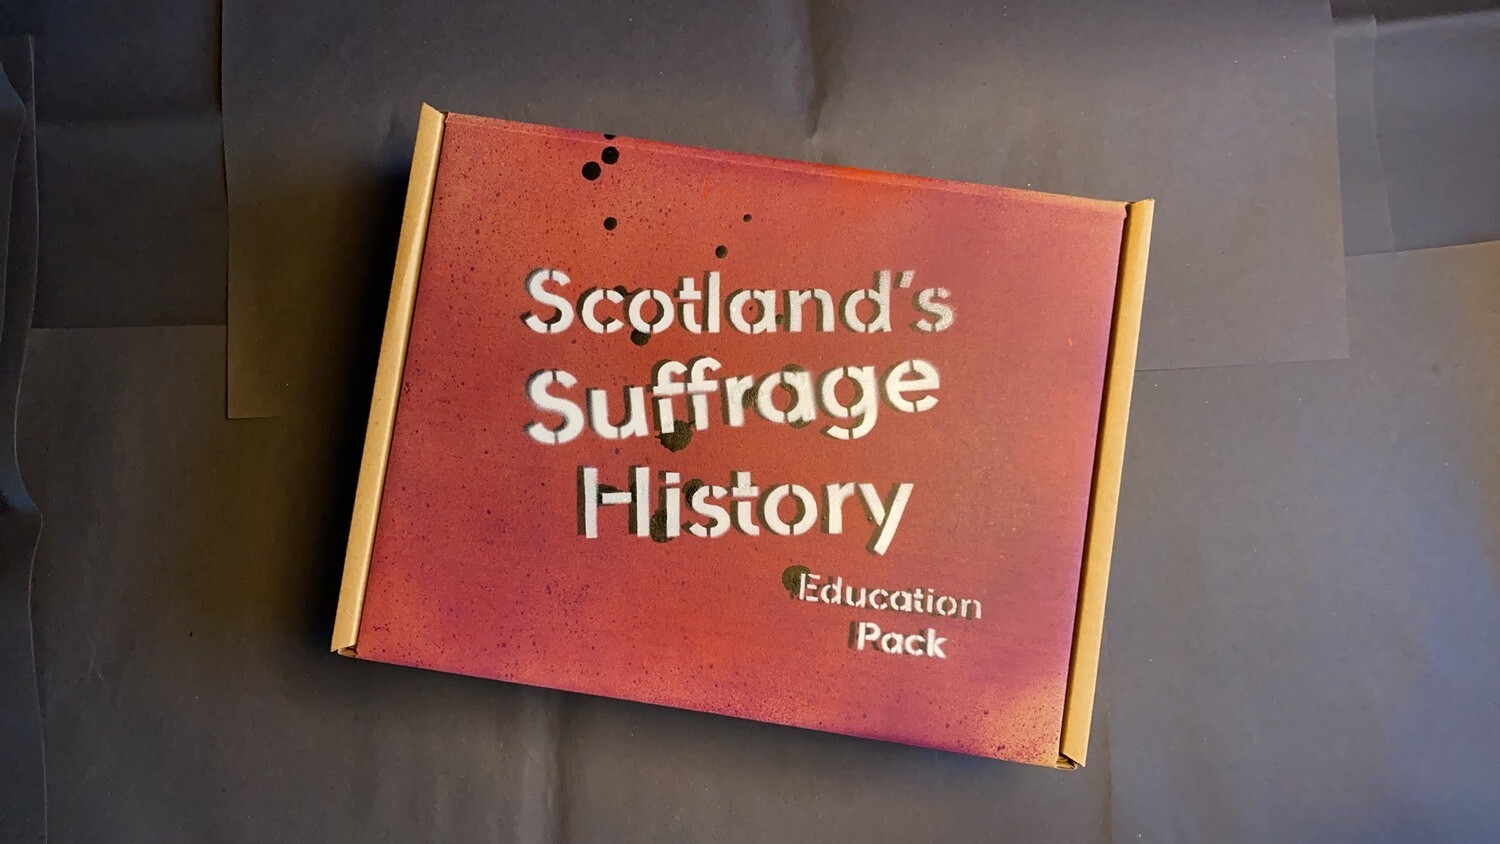 Scotland's
Suffrage
History
Education
Pack